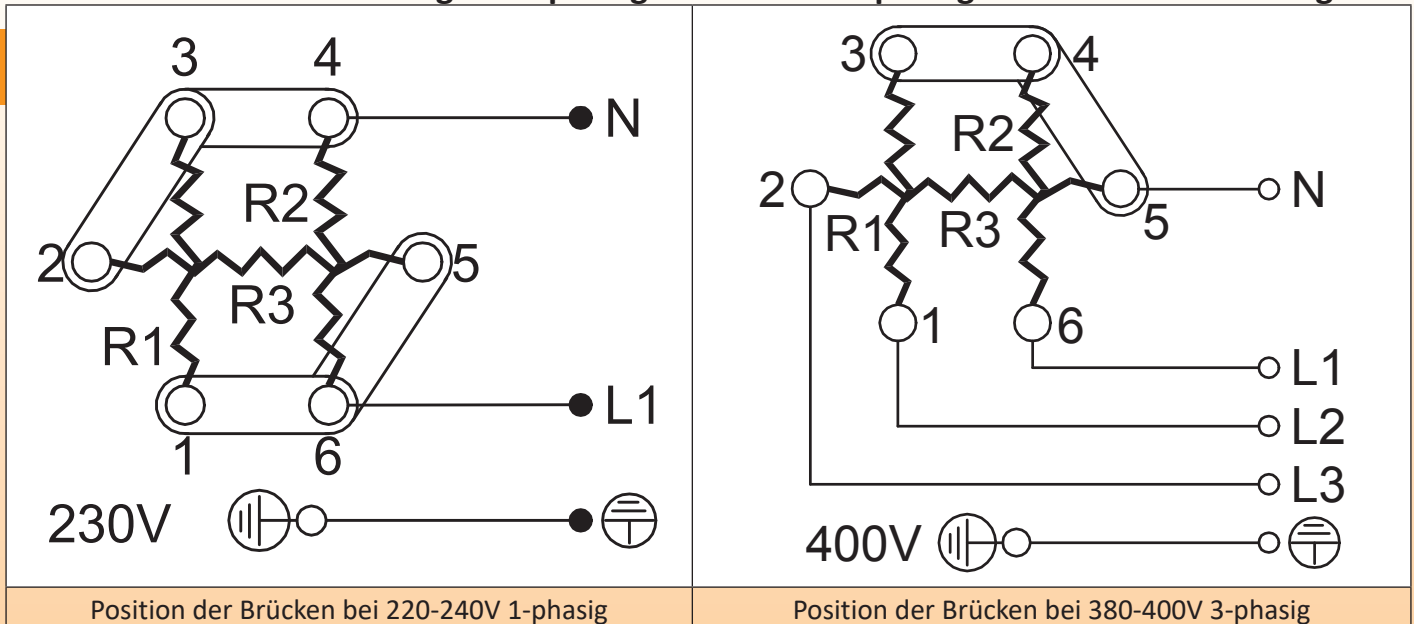 3 4
N
R2
2
5
R3
R1
L1
1 6
230V
Position der Brücken bei 220-240V 1-phasig
3 4
R2
2
N
R1 R3
5
1 6
L1
L2
L3
400V
Position der Brücken bei 380-400V 3-phasig